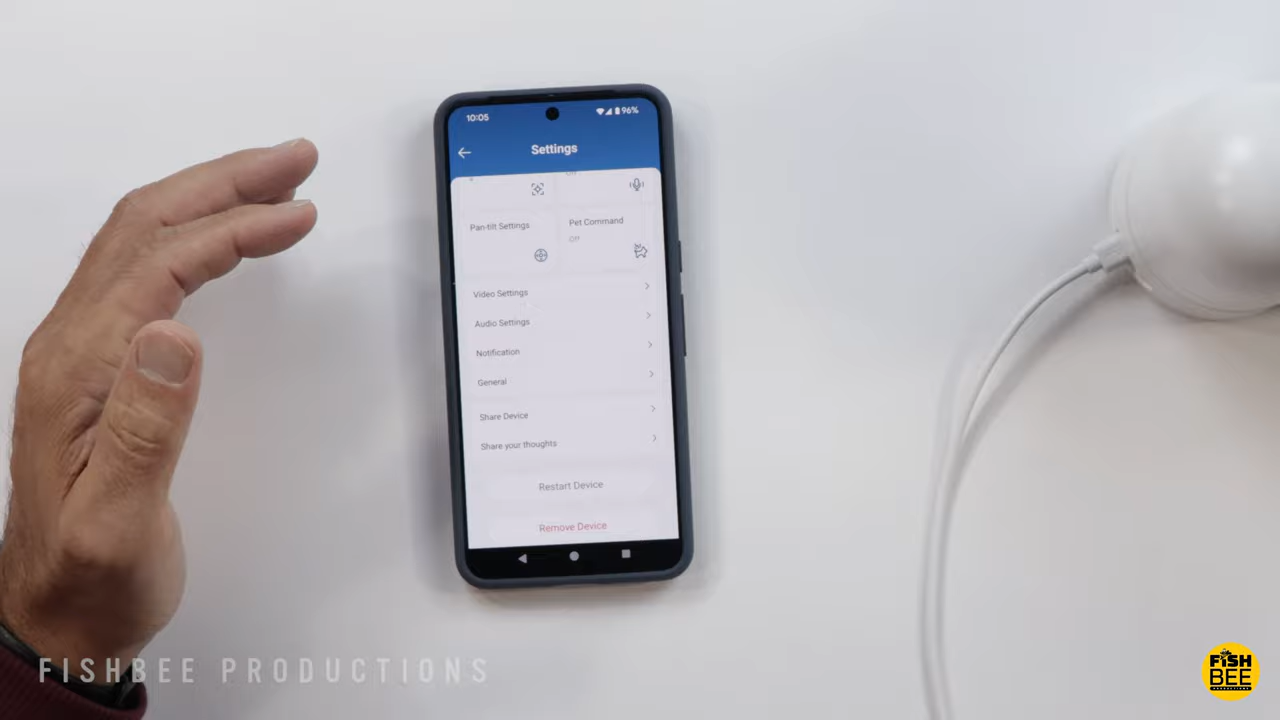 10:05
96%
Settings
Pan-tilt Settings
Pet Command
Off
Video Settings
Audio Settings
Notification
General
Share Device
Share your thoughts
Restart Device
Remove Device
FISHBEE PRODUCTIONS
FISH
BEE
PRODUCTIONS